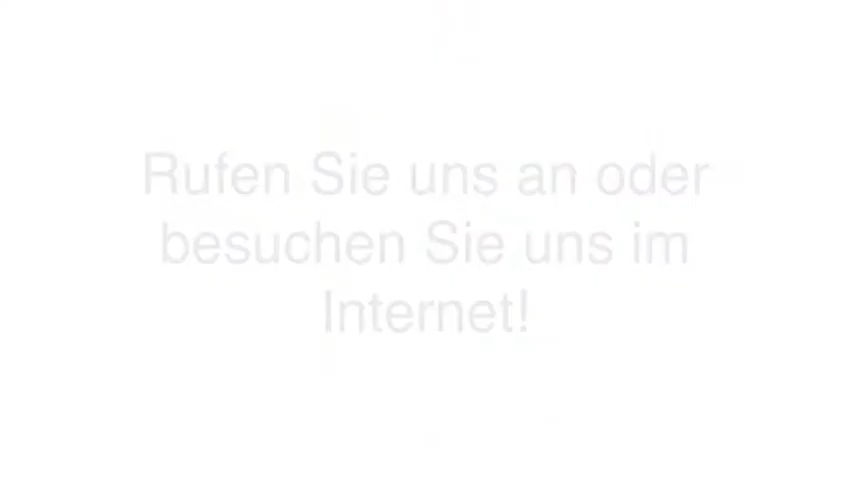 Rufen Sie uns an oder
besuchen Sie uns im
Internet!